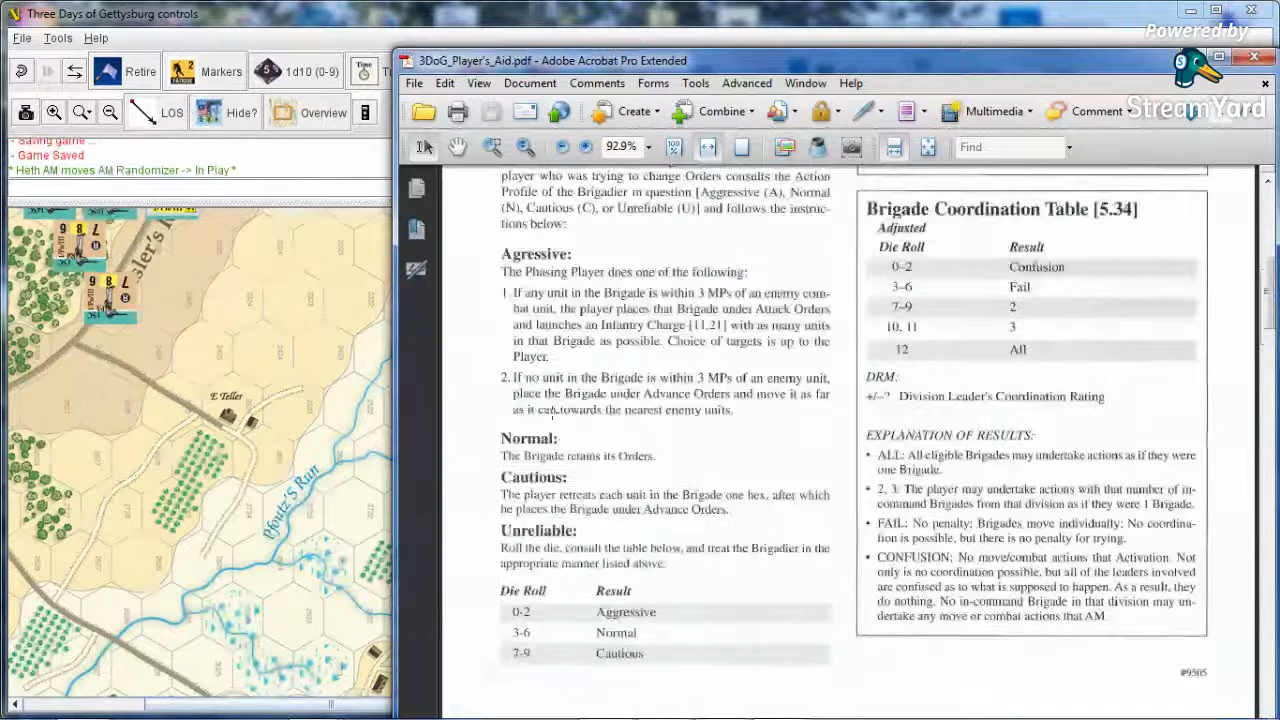 Three Days of Gettysburg controls
File Tools Help
Retire
Markers
1d10 (0-9)
Time
LOS
Hide?
Overview
- Saving game ...
- Game Saved
* Heth AM moves AM Randomizer -> In Play *
E Teller
Pfoutz'S Run
Powered by
StreamYard
3DoG_Player's_Aid.pdf - Adobe Acrobat Pro Extended
File Edit View Document Comments Forms Tools Advanced Window Help
Create Combine Multimedia Comment
92.9% Find
player who was trying to change Orders consults the Action
Profile of the Brigadier in question [Aggressive (A), Normal
(N), Cautious (C), or Unreliable (U)] and follows the instruc-
tions below:
Agressive:
The Phasing Player does one of the following:
1. If any unit in the Brigade is within 3 MPs of an enemy com-
bat unit, the player places that Brigade under Attack Orders
and launches an Infantry Charge [11.21] with as many units
in that Brigade as possible. Choice of targets is up to the
Player.
2. If no unit in the Brigade is within 3 MPs of an enemy unit,
place the Brigade under Advance Orders and move it as far
as it can towards the nearest enemy units.
Normal:
The Brigade retains its Orders.
Cautious:
The player retreats each unit in the Brigade one hex, after which
he places the Brigade under Advance Orders.
Unreliable:
Roll the die, consult the table below, and treat the Brigadier in the
appropriate manner listed above:
Die Roll Result
0-2 Aggressive
3-6 Normal
7-9 Cautious
Brigade Coordination Table [5.34]
Adjusted
Die Roll Result
0–2 Confusion
3–6 Fail
7–9 2
10, 11 3
12 All
DRM:
+/–? Division Leader's Coordination Rating
EXPLANATION OF RESULTS:
• ALL: All eligible Brigades may undertake actions as if they were
one Brigade.
• 2, 3: The player may undertake actions with that number of in-
command Brigades from that division as if they were 1 Brigade.
• FAIL: No penalty; Brigades move individually: No coordina-
tion is possible, but there is no penalty for trying.
• CONFUSION; No move/combat actions that Activation. Not
only is no coordination possible, but all of the leaders involved
are confused as to what is supposed to happen. As a result, they
do nothing. No in-command Brigade in that division may un-
dertake any move or combat actions that AM.
#9505